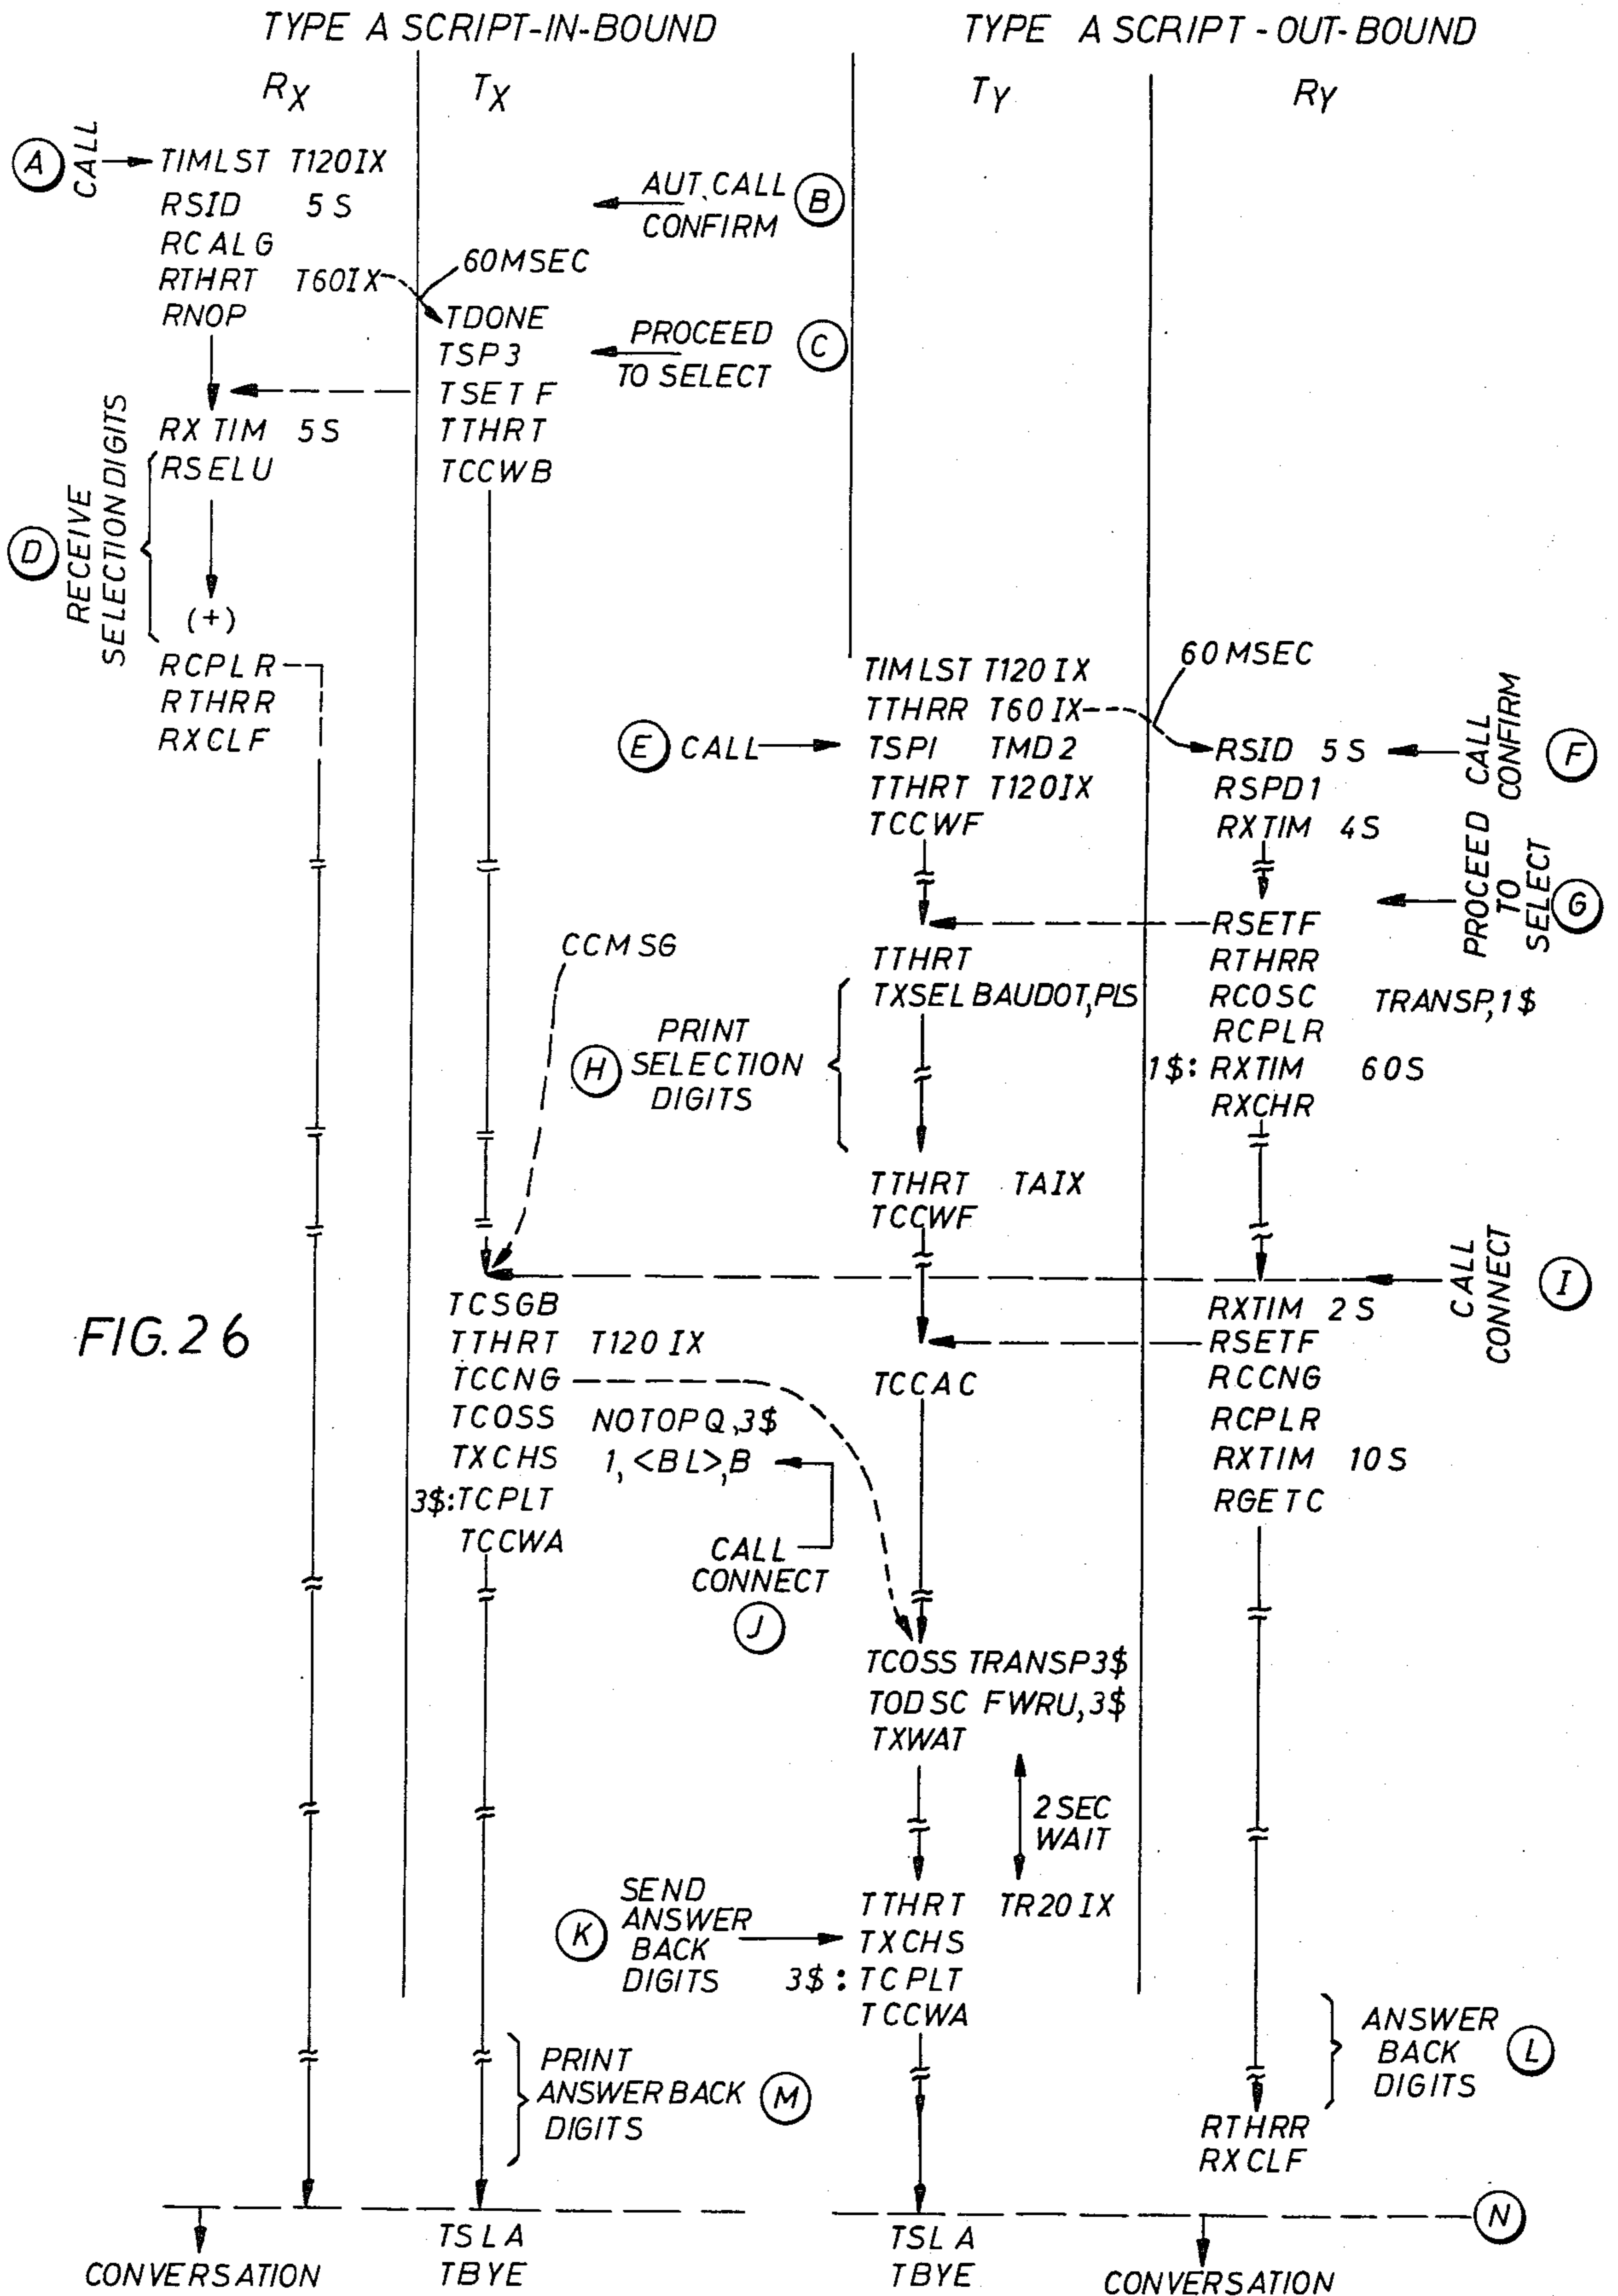 TYPE A SCRIPT-IN-BOUND
TYPE A SCRIPT-OUT-BOUND
RX
TX
TY
RY
A
CALL
TIMLST T120IX
RSID 5S
RCALG
RTHRT T60IX
RNOP
60MSEC
AUT. CALL
CONFIRM
B
TDONE
TSP3
TSETF
TTHRT
TCCWB
PROCEED
TO SELECT
C
RXTIM 5S
RSELU
D
RECEIVE
SELECTION DIGITS
(+)
RCPLR
RTHRR
RXCLF
TIMLST T120IX
TTHRR T60IX
TSPI TMD2
TTHRT T120IX
TCCWF
E CALL
60MSEC
RSID 5S
RSPD1
RXTIM 4S
CALL
CONFIRM
F
PROCEED
TO
SELECT
G
RSETF
RTHRR
RCOSC TRANSP,1$
RCPLR
1$: RXTIM 60S
RXCHR
CCMSG
TTHRT
TXSEL BAUDOT,PLS
H
PRINT
SELECTION
DIGITS
TTHRT TAIX
TCCWF
CALL
CONNECT
I
FIG.26
TCSGB
TTHRT T120IX
TCCNG
TCOSS NOTOPQ,3$
TXCHS 1,<BL>,B
3$:TCPLT
TCCWA
CALL
CONNECT
J
TCCAC
RXTIM 2S
RSETF
RCCNG
RCPLR
RXTIM 10S
RGETC
TCOSS TRANSP3$
TODSC FWRU,3$
TXWAT
2SEC
WAIT
K
SEND
ANSWER
BACK
DIGITS
TTHRT TR20IX
TXCHS
3$:TCPLT
TCCWA
ANSWER
BACK
DIGITS
L
PRINT
ANSWERBACK
DIGITS
M
RTHRR
RXCLF
N
CONVERSATION
TSLA
TBYE
TSLA
TBYE
CONVERSATION